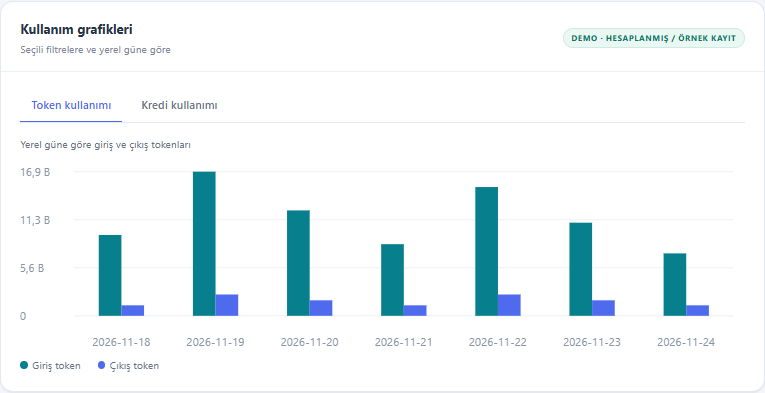 Kullanım grafikleri
Seçili filtrelere ve yerel güne göre
DEMO · HESAPLANMIŞ / ÖRNEK KAYIT
Token kullanımı
Kredi kullanımı
Yerel güne göre giriş ve çıkış tokenları
16,9 B
11,3 B
5,6 B
0
2026-11-18 2026-11-19 2026-11-20 2026-11-21 2026-11-22 2026-11-23 2026-11-24
Giriş token Çıkış token